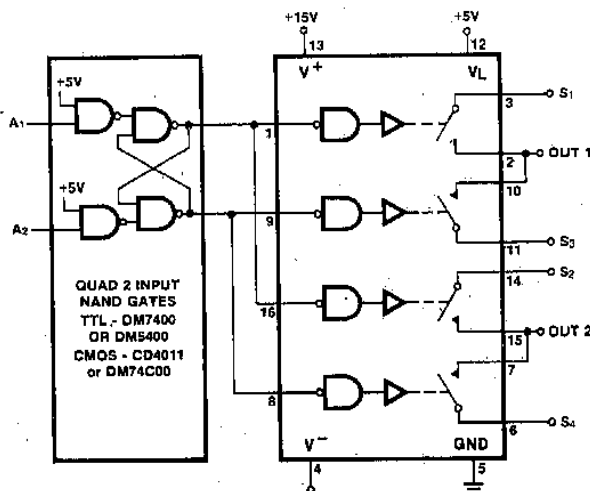 +15V
+5V
13
12
V+
VL
+5V
A1
1
3
S1
2
OUT 1
10
+5V
A2
9
11
S3
QUAD 2 INPUT
NAND GATES
TTL - DM7400
OR DM5400
CMOS - CD4011
or DM74C00
14
S2
16
15
OUT 2
7
8
6
S4
V-
GND
4
5